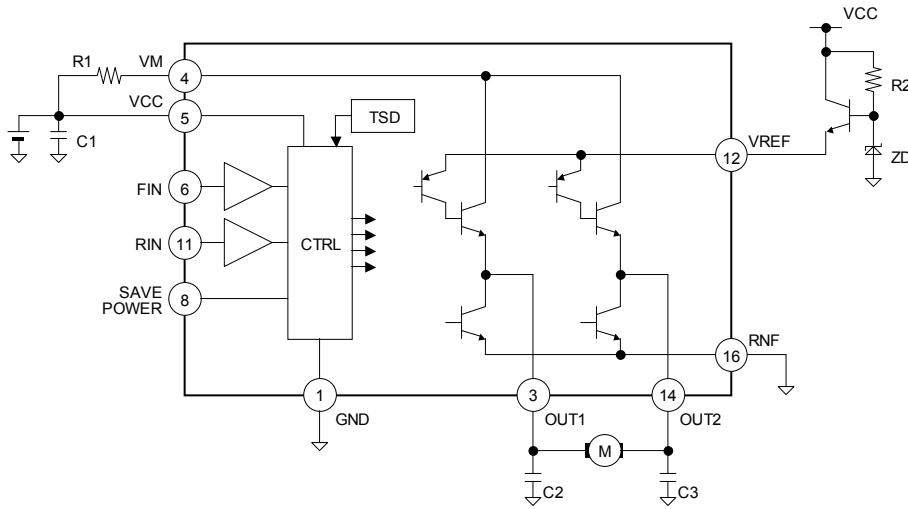 VCC
R1
VM
4
R2
VCC
5
TSD
C1
VREF
12
ZD
FIN
6
RIN
11
CTRL
SAVE
POWER
8
RNF
16
1
GND
3
OUT1
14
OUT2
M
C2
C3